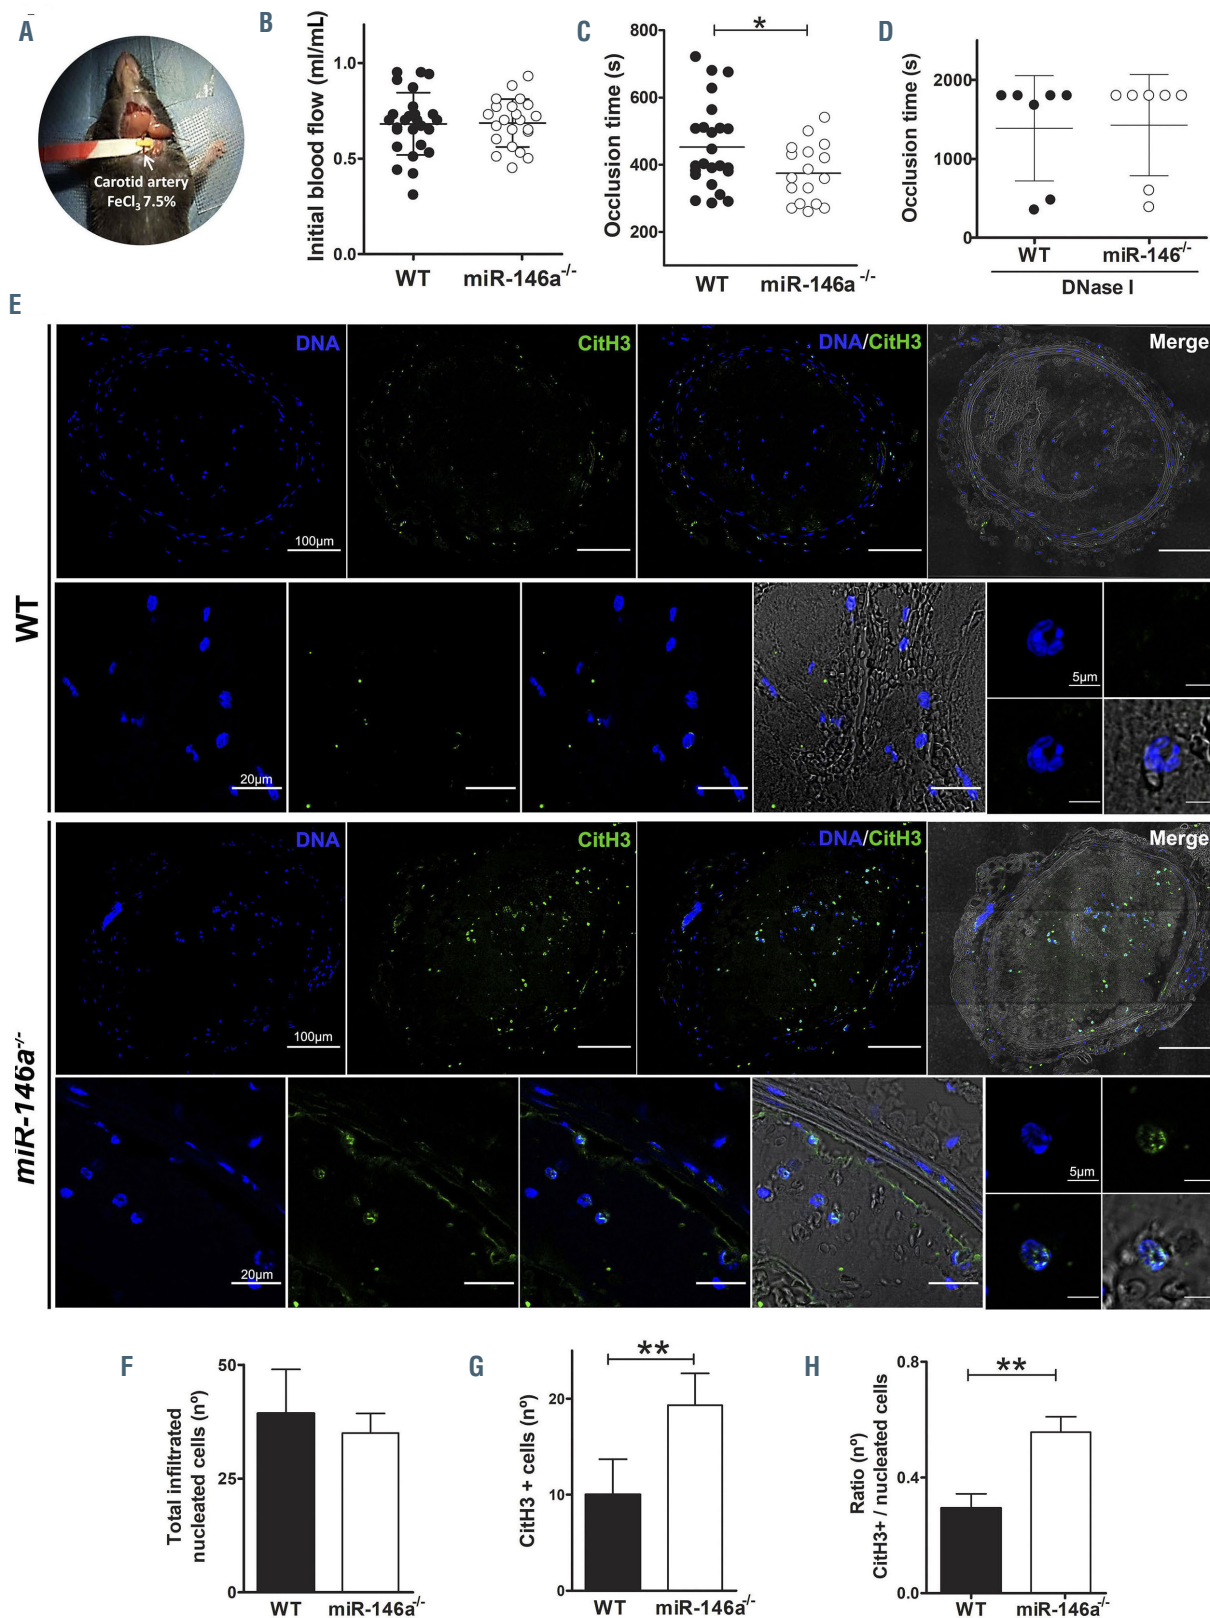 A
Carotid artery
FeCl₃ 7.5%
B
Initial blood flow (ml/mL)
1.0
0.5
0.0
WT
miR-146a⁻/⁻
C
Occlusion time (s)
800
600
400
200
*
WT
miR-146a⁻/⁻
D
Occlusion time (s)
2000
1000
0
WT
miR-146⁻/⁻
DNase I
E
WT
DNA
CitH3
DNA/CitH3
Merge
100µm
20µm
5µm
miR-146a⁻/⁻
DNA
CitH3
DNA/CitH3
Merge
100µm
20µm
5µm
F
Total infiltrated
nucleated cells (nº)
50
25
0
WT
miR-146a⁻/⁻
G
CitH3 + cells (nº)
20
10
0
**
WT
miR-146a⁻/⁻
H
Ratio (nº)
CitH3+ / nucleated cells
0.8
0.4
0.0
**
WT
miR-146a⁻/⁻